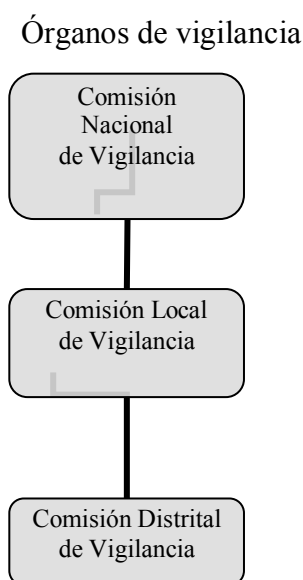 Órganos de vigilancia
Comisión
Nacional
de Vigilancia
Comisión Local
de Vigilancia
Comisión Distrital
de Vigilancia